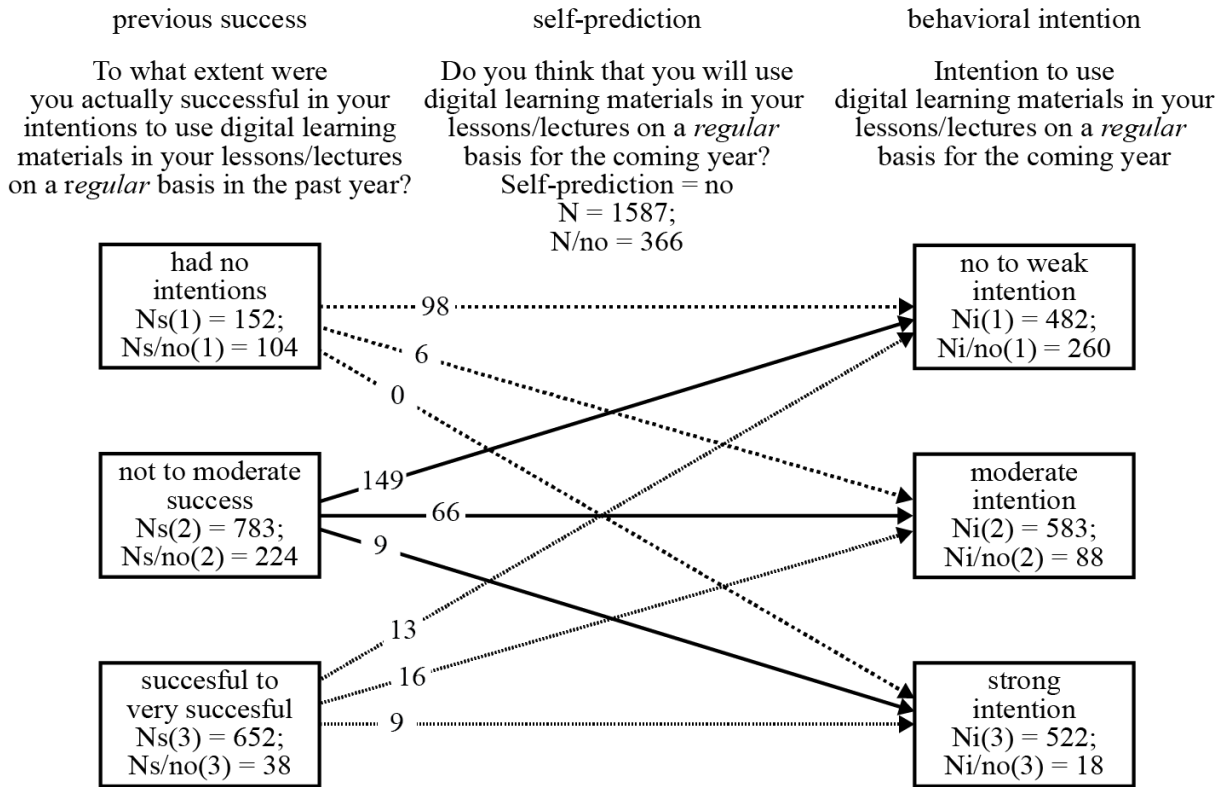 previous success
To what extent were
you actually successful in your
intentions to use digital learning
materials in your lessons/lectures
on a regular basis in the past year?
self-prediction
Do you think that you will use
digital learning materials in your
lessons/lectures on a regular
basis for the coming year?
Self-prediction = no
N = 1587;
N/no = 366
behavioral intention
Intention to use
digital learning materials in your
lessons/lectures on a regular
basis for the coming year
had no
intentions
Ns(1) = 152;
Ns/no(1) = 104
98
6
0
no to weak
intention
Ni(1) = 482;
Ni/no(1) = 260
not to moderate
success
Ns(2) = 783;
Ns/no(2) = 224
149
66
9
moderate
intention
Ni(2) = 583;
Ni/no(2) = 88
succesful to
very succesful
Ns(3) = 652;
Ns/no(3) = 38
13
16
9
strong
intention
Ni(3) = 522;
Ni/no(3) = 18